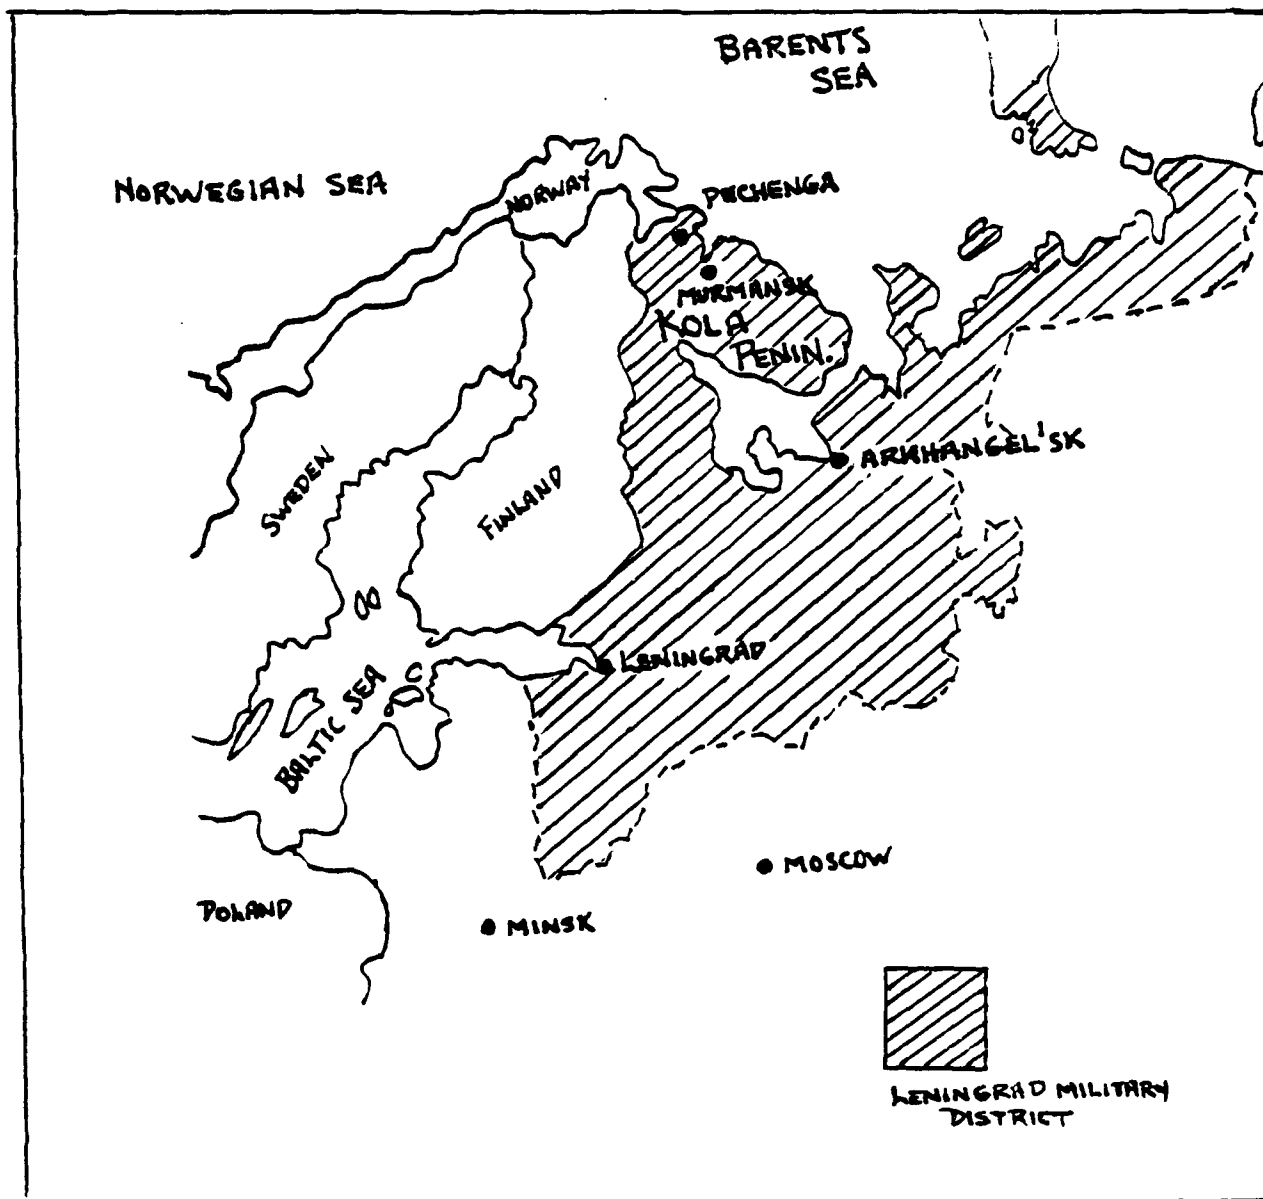 BARENTS
SEA
NORWEGIAN SEA
NORWAY
PECHENGA
MURMANSK
KOLA
PENIN.
ARKHANGEL'SK
SWEDEN
FINLAND
LENINGRAD
BALTIC SEA
MOSCOW
POLAND
MINSK
LENINGRAD MILITARY
DISTRICT